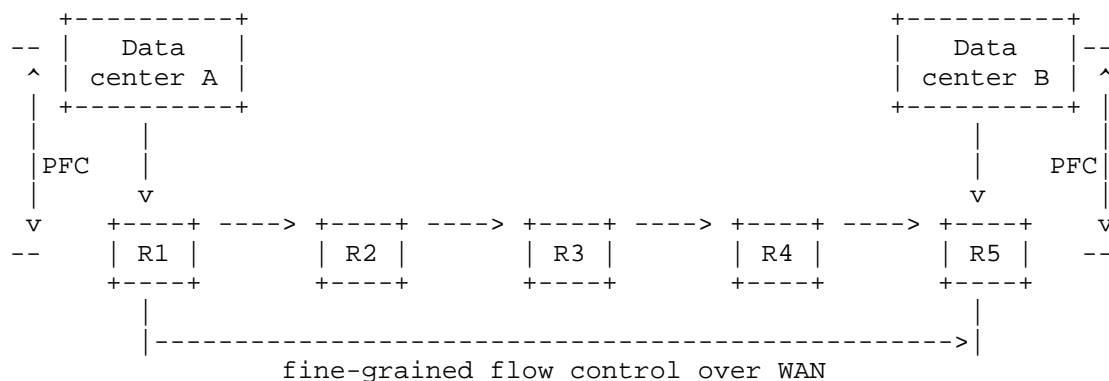 Data Data
center A center B
PFC PFC
R1 R2 R3 R4 R5
fine-grained flow control over WAN